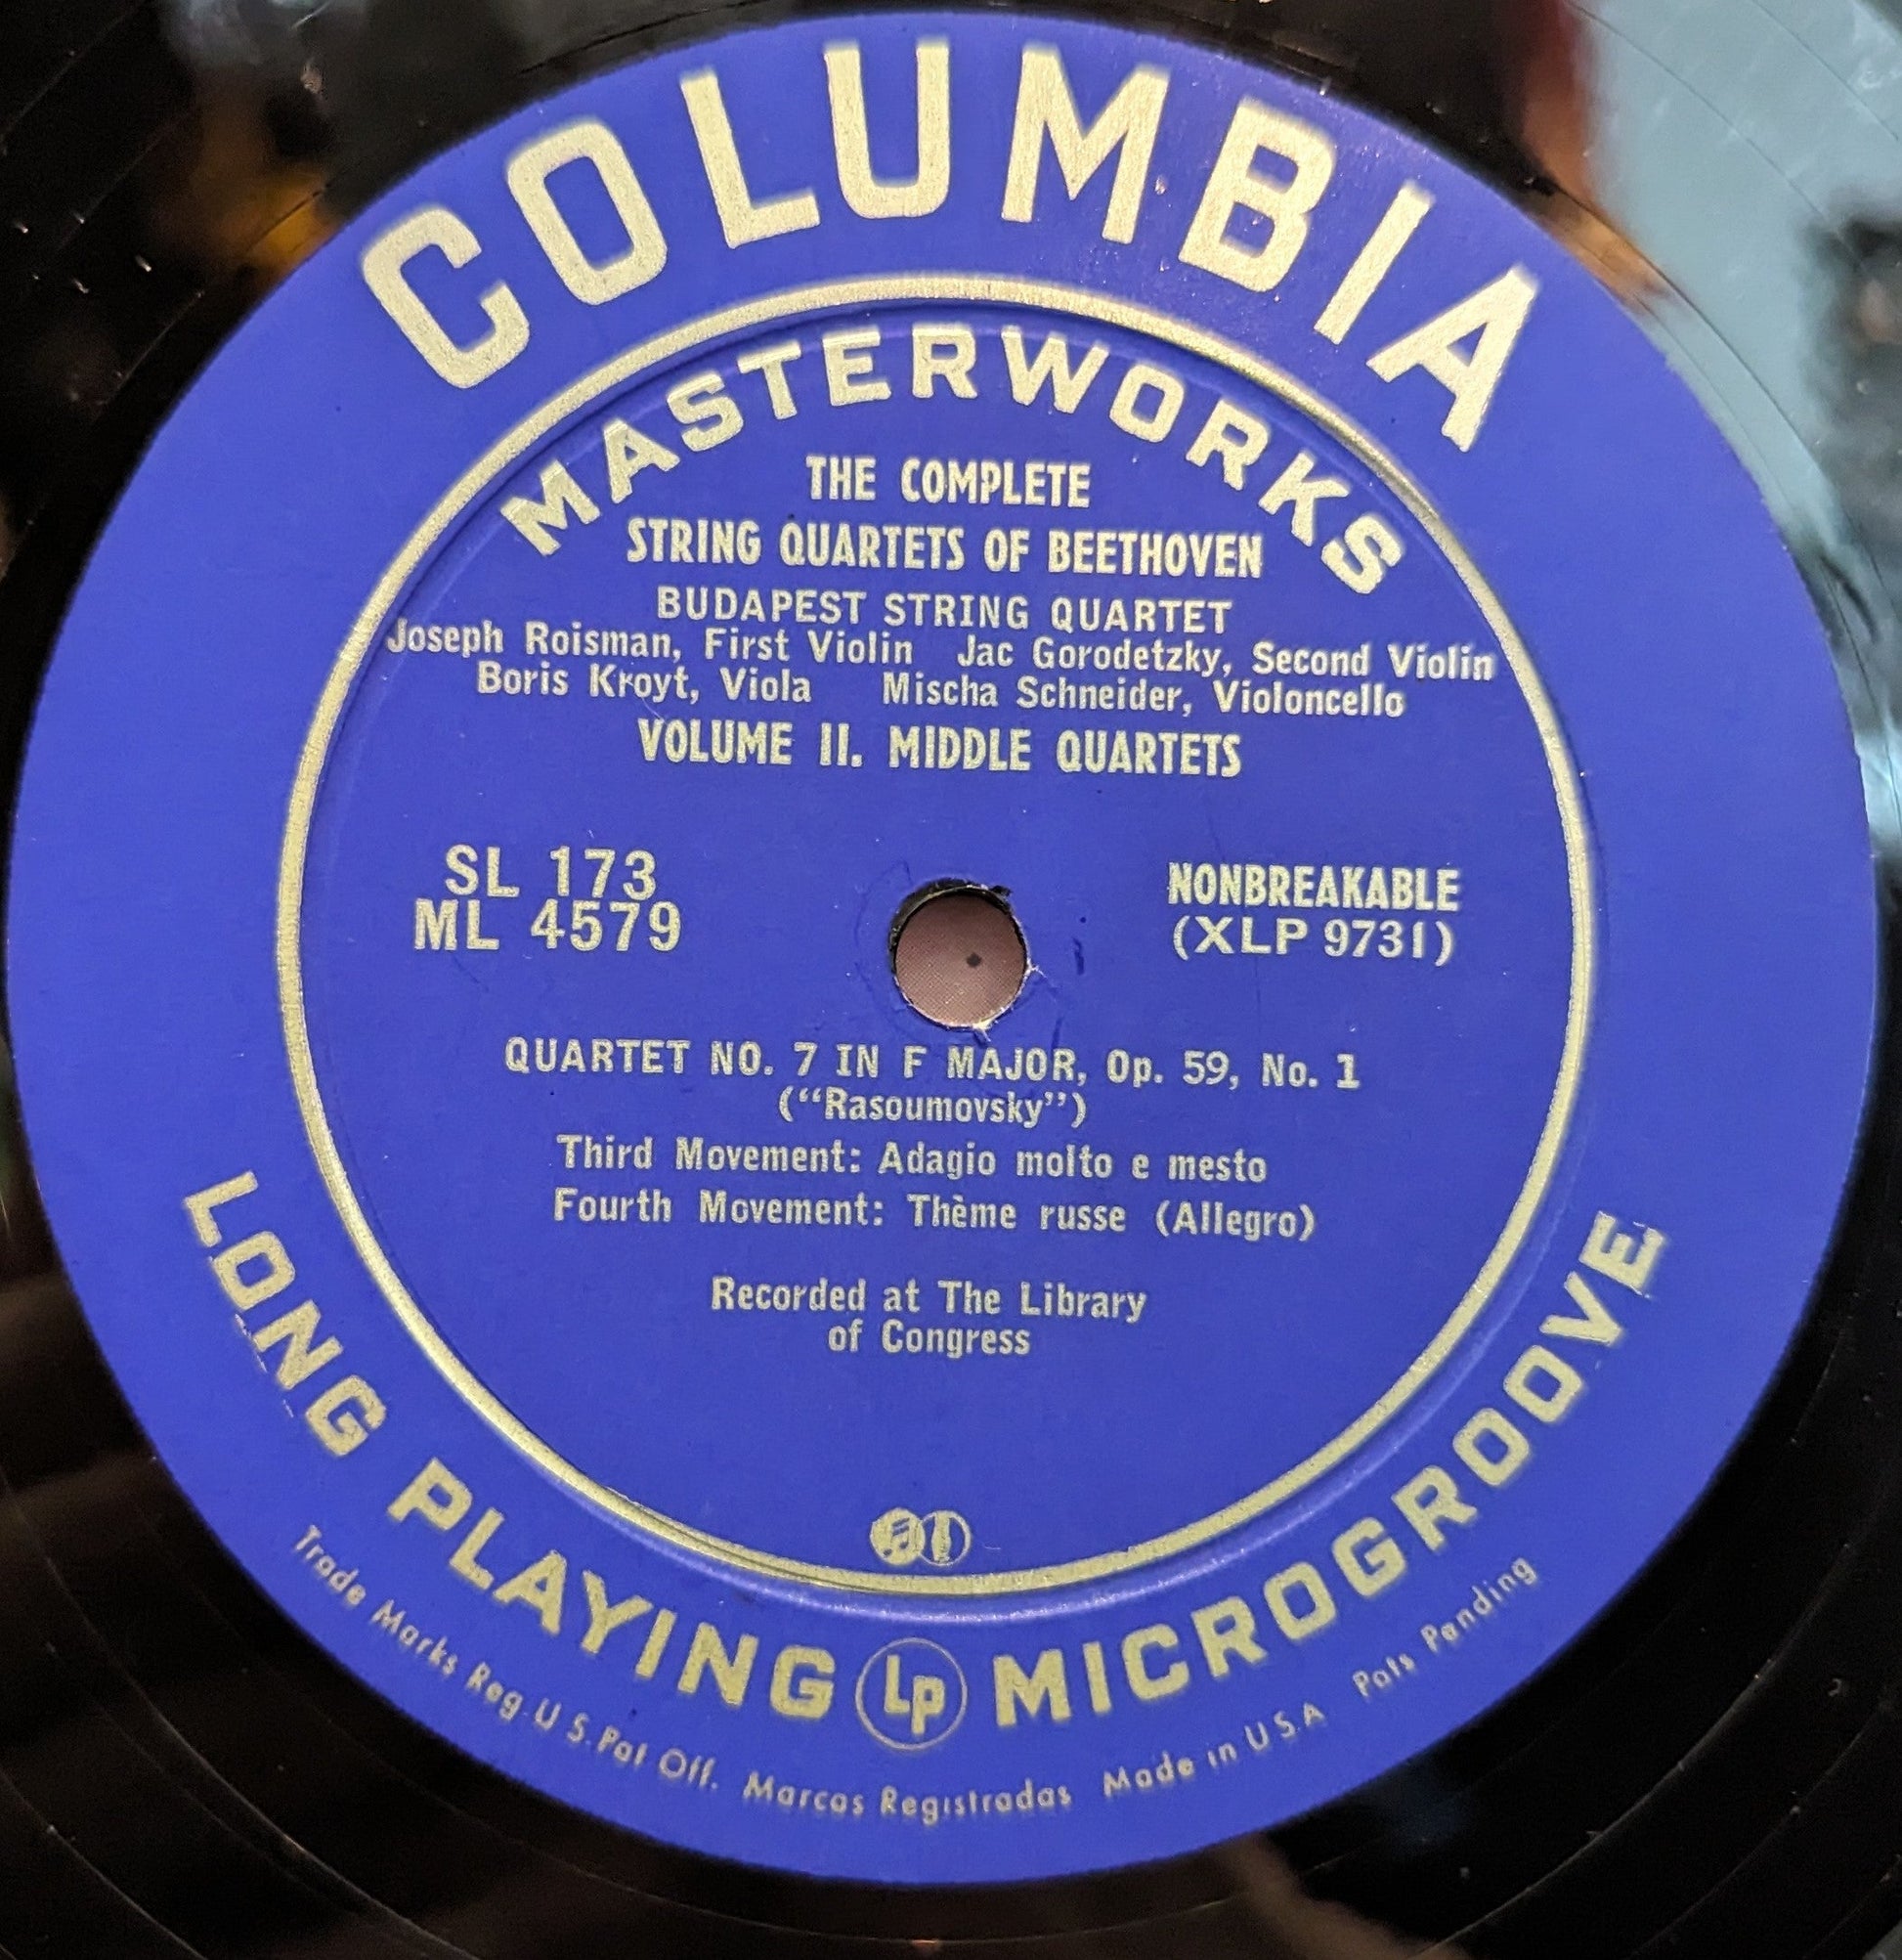 COLUMBIA
MASTERWORKS
THE COMPLETE
STRING QUARTETS OF BEETHOVEN
BUDAPEST STRING QUARTET
Joseph Roisman, First Violin Jac Gorodetzky, Second Violin
Boris Kroyt, Viola Mischa Schneider, Violoncello
VOLUME II. MIDDLE QUARTETS
SL 173
ML 4579
NONBREAKABLE
(XLP 9731)
QUARTET NO. 7 IN F MAJOR, Op. 59, No. 1
("Rasoumovsky")
Third Movement: Adagio molto e mesto
Fourth Movement: Thème russe (Allegro)
Recorded at The Library
of Congress
LONG PLAYING Lp MICROGROOVE
Trade Marks Reg. U.S. Pat Off. Marcas Registradas Made in U.S.A Pats Pending